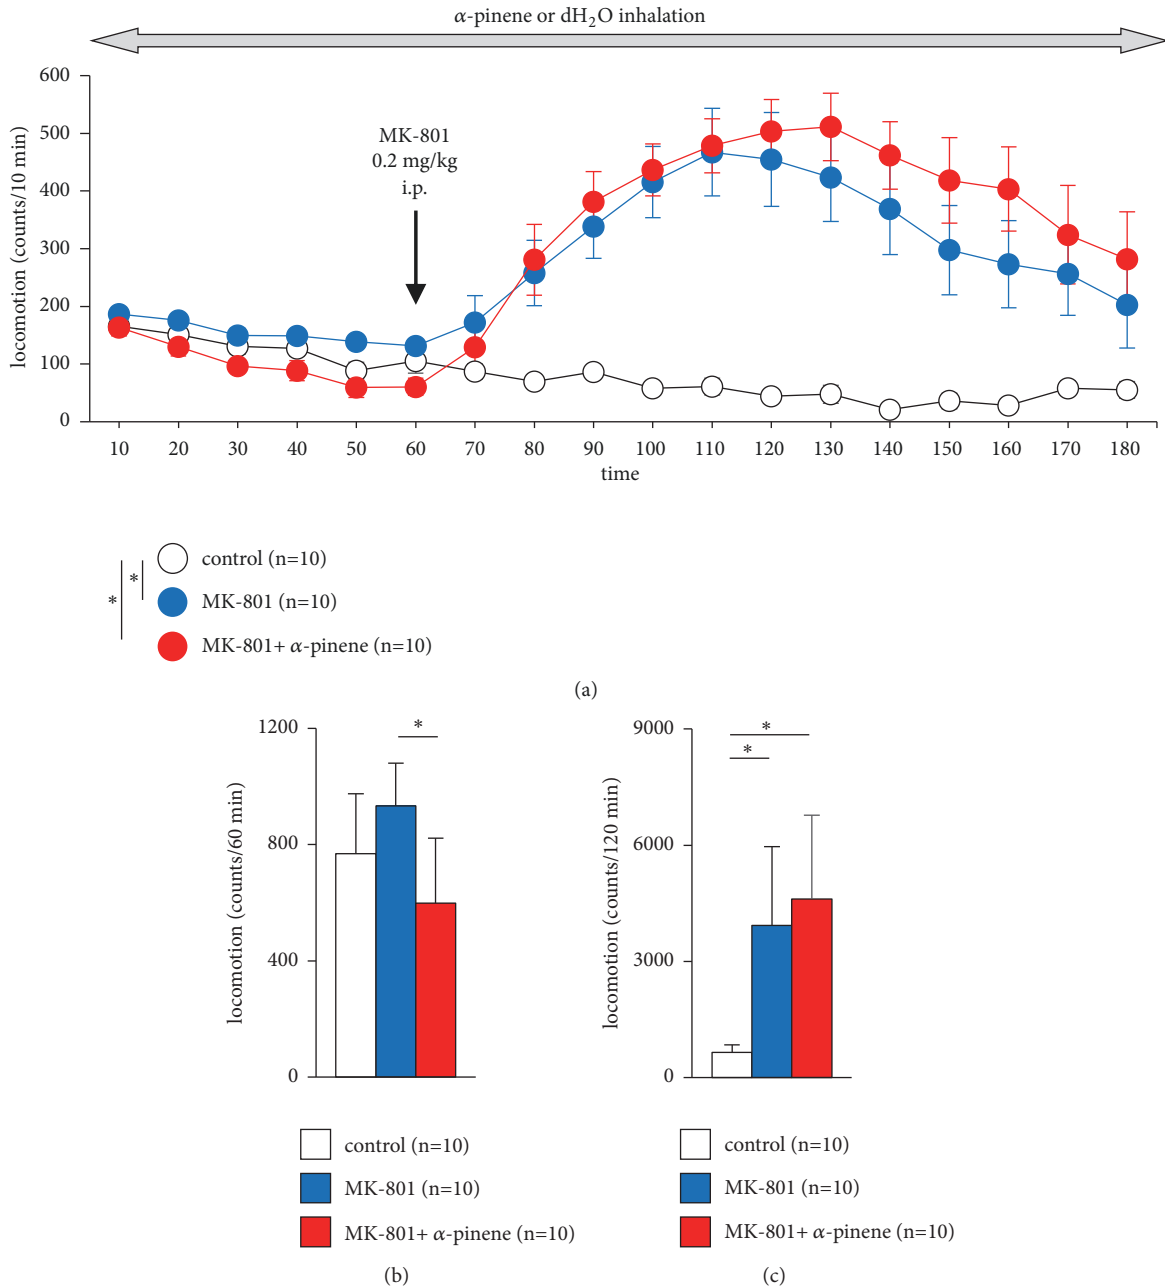 α-pinene or dH₂O inhalation
600
500
400
300
200
100
0
locomotion (counts/10 min)
MK-801
0.2 mg/kg
i.p.
10 20 30 40 50 60 70 80 90 100 110 120 130 140 150 160 170 180
time
* *
control (n=10)
MK-801 (n=10)
MK-801+ α-pinene (n=10)
(a)
1200
800
400
0
locomotion (counts/60 min)
*
control (n=10)
MK-801 (n=10)
MK-801+ α-pinene (n=10)
(b)
9000
6000
3000
0
locomotion (counts/120 min)
*
*
control (n=10)
MK-801 (n=10)
MK-801+ α-pinene (n=10)
(c)